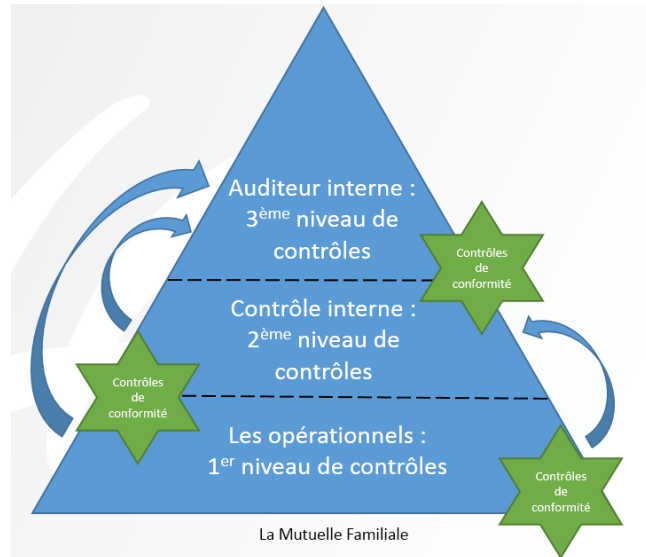 Auditeur interne :
3ème niveau de
contrôles
Contrôles
de
conformité
Contrôle interne :
2ème niveau de
contrôles
Contrôles
de
conformité
Les opérationnels :
1er niveau de contrôles
Contrôles
de
conformité
La Mutuelle Familiale